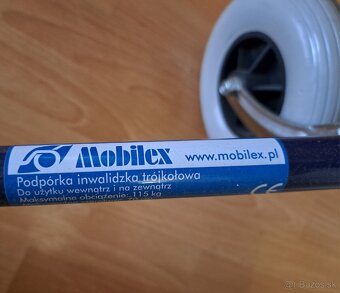 Mobilex www.mobilex.pl
Podpórka inwalidzka trójkołowa
Do użytku wewnątrz i na zewnątrz
Maksymalne obciążenie: 115 kg
CE